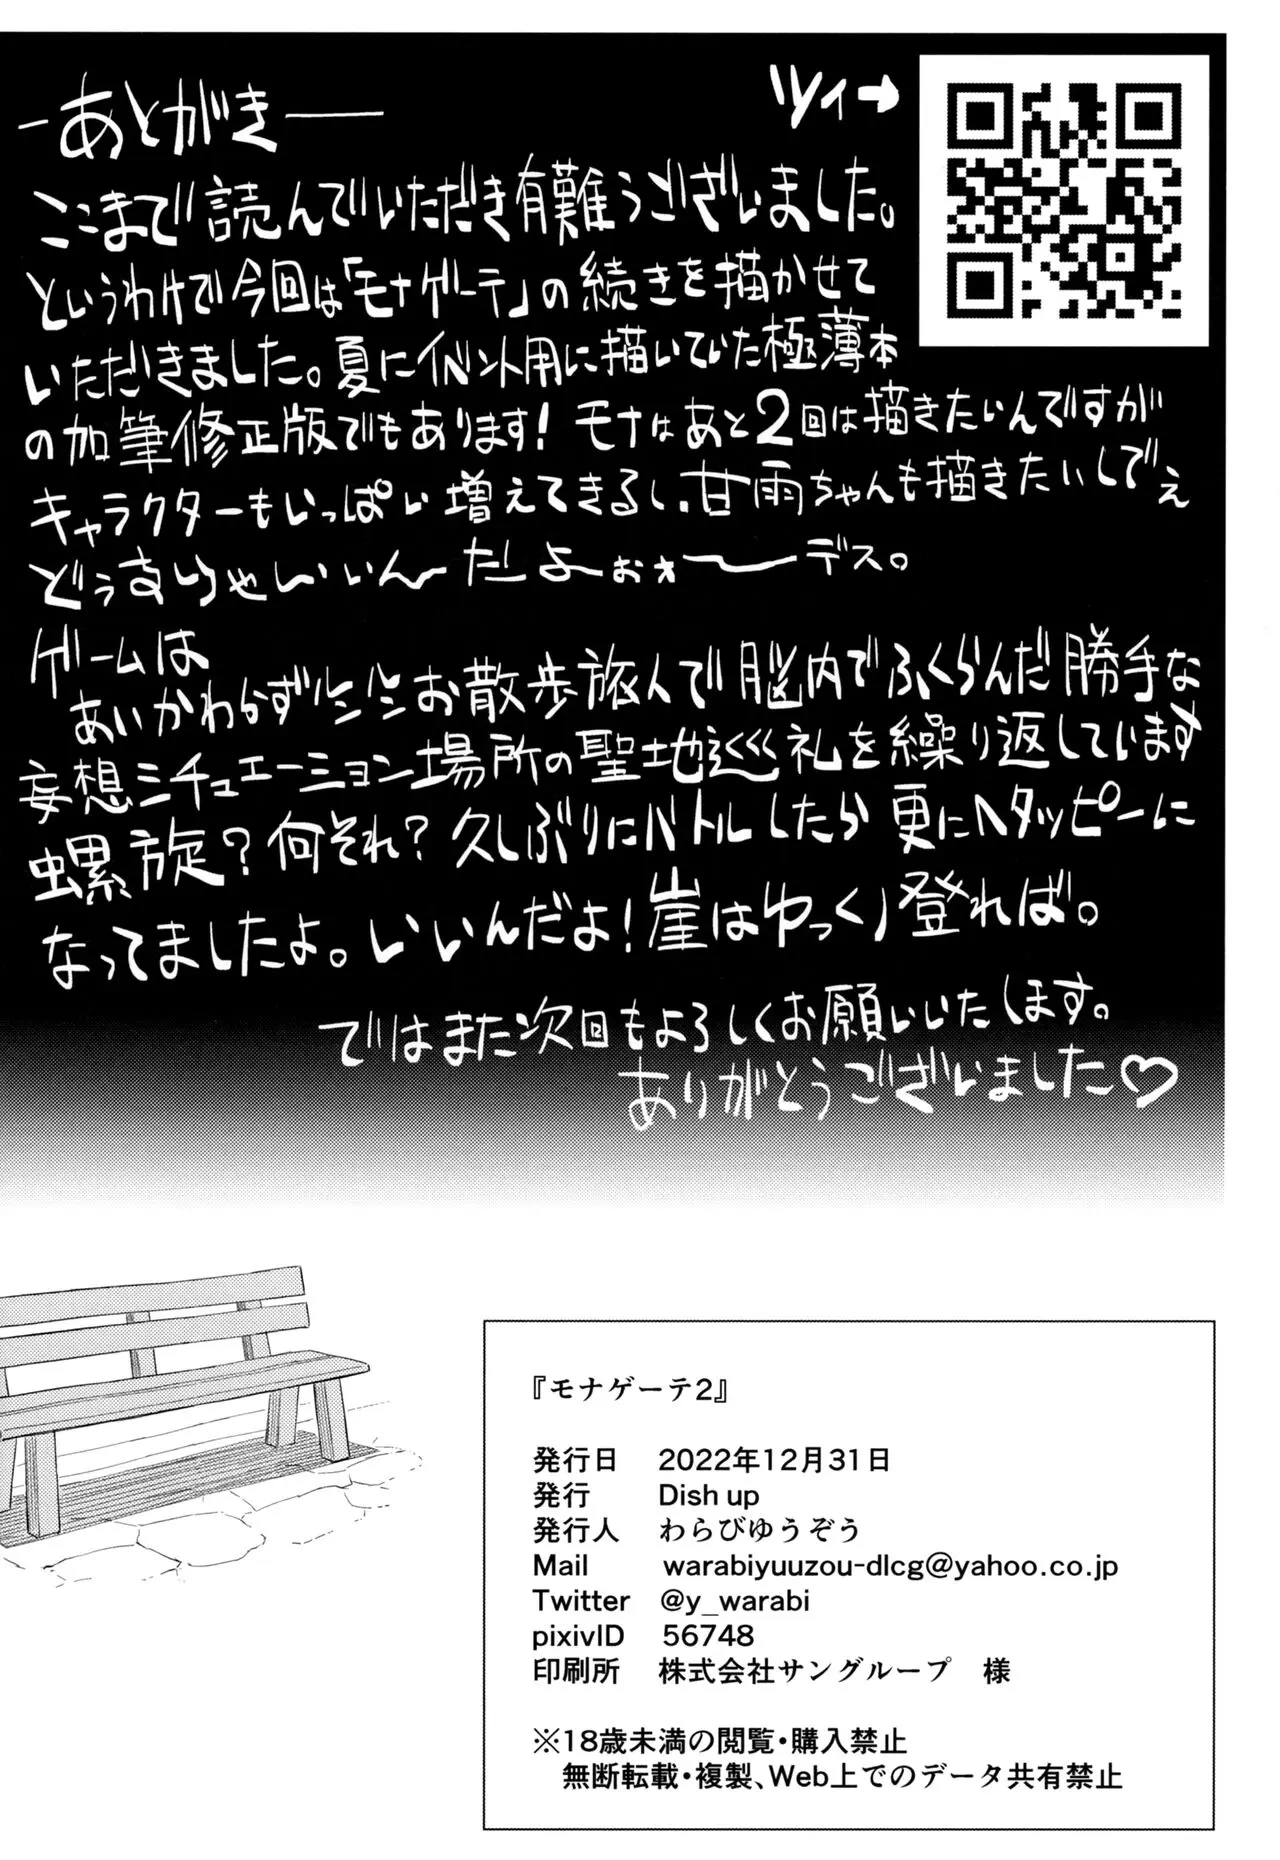 ーあとがきーー
ツイ→
ここまで読んでいただき有難うございました。
というわけで今回は「モナゲーテ」の続きを描かせて
いただきました。夏にイベント用に描いていた極薄本
の加筆修正版でもあります！モナはあと2回は描きたいんですが
キャラクターもいっぱい増えてきるし、甘雨ちゃんも描きたいしでぇ
どうすりゃいいんだよーぉォーデス。
ゲームは
あいかわらずソミソミお散歩旅人で脳内でふくらんだ勝手な
妄想シチュエーション場所の聖地巡礼を繰り返しています
螺旋？何それ？久しぶりにバトルしたら更にヘタッピーに
なってましたよ。いいんだよ！崖はゆっくり登れば。
ではまた次回もよろしくお願いいたします。
ありがとうございました♡
『モナゲーテ2』
発行日 2022年12月31日
発行 Dish up
発行人 わらびゆうぞう
Mail warabiyuuzou-dlcg@yahoo.co.jp
Twitter @y_warabi
pixivID 56748
印刷所 株式会社サングループ 様
※18歳未満の閲覧・購入禁止
無断転載・複製、Web上でのデータ共有禁止